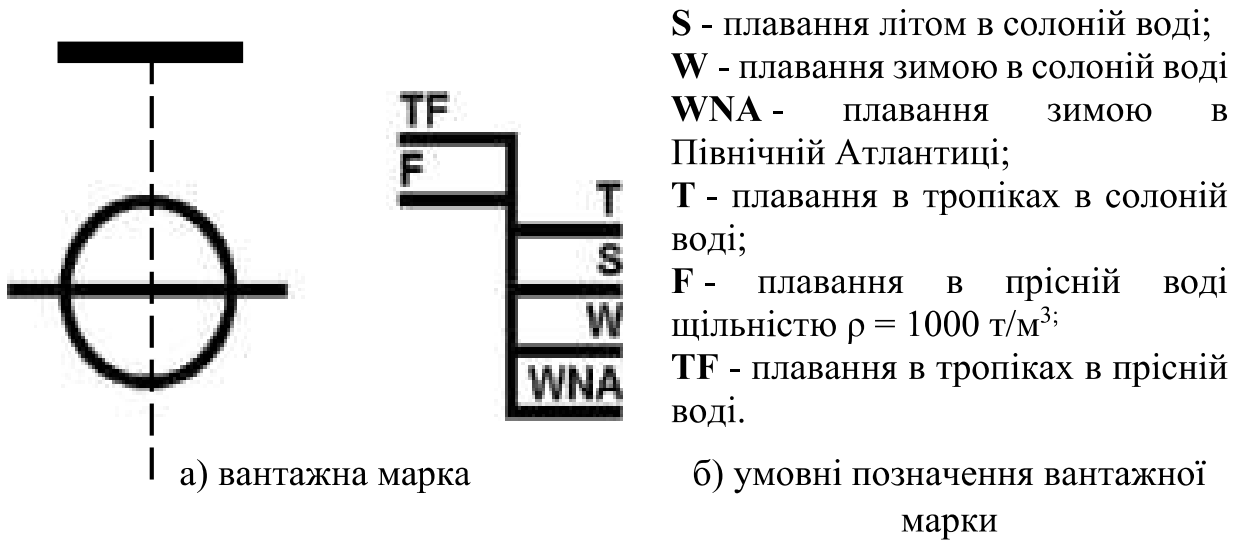 S - плавання літом в солоній воді;
W - плавання зимою в солоній воді
WNA - плавання зимою в
Північній Атлантиці;
T - плавання в тропіках в солоній
воді;
F - плавання в прісній воді
щільністю ρ = 1000 т/м³;
TF - плавання в тропіках в прісній
воді.
TF
F
T
S
W
WNA
а) вантажна марка
б) умовні позначення вантажної
марки